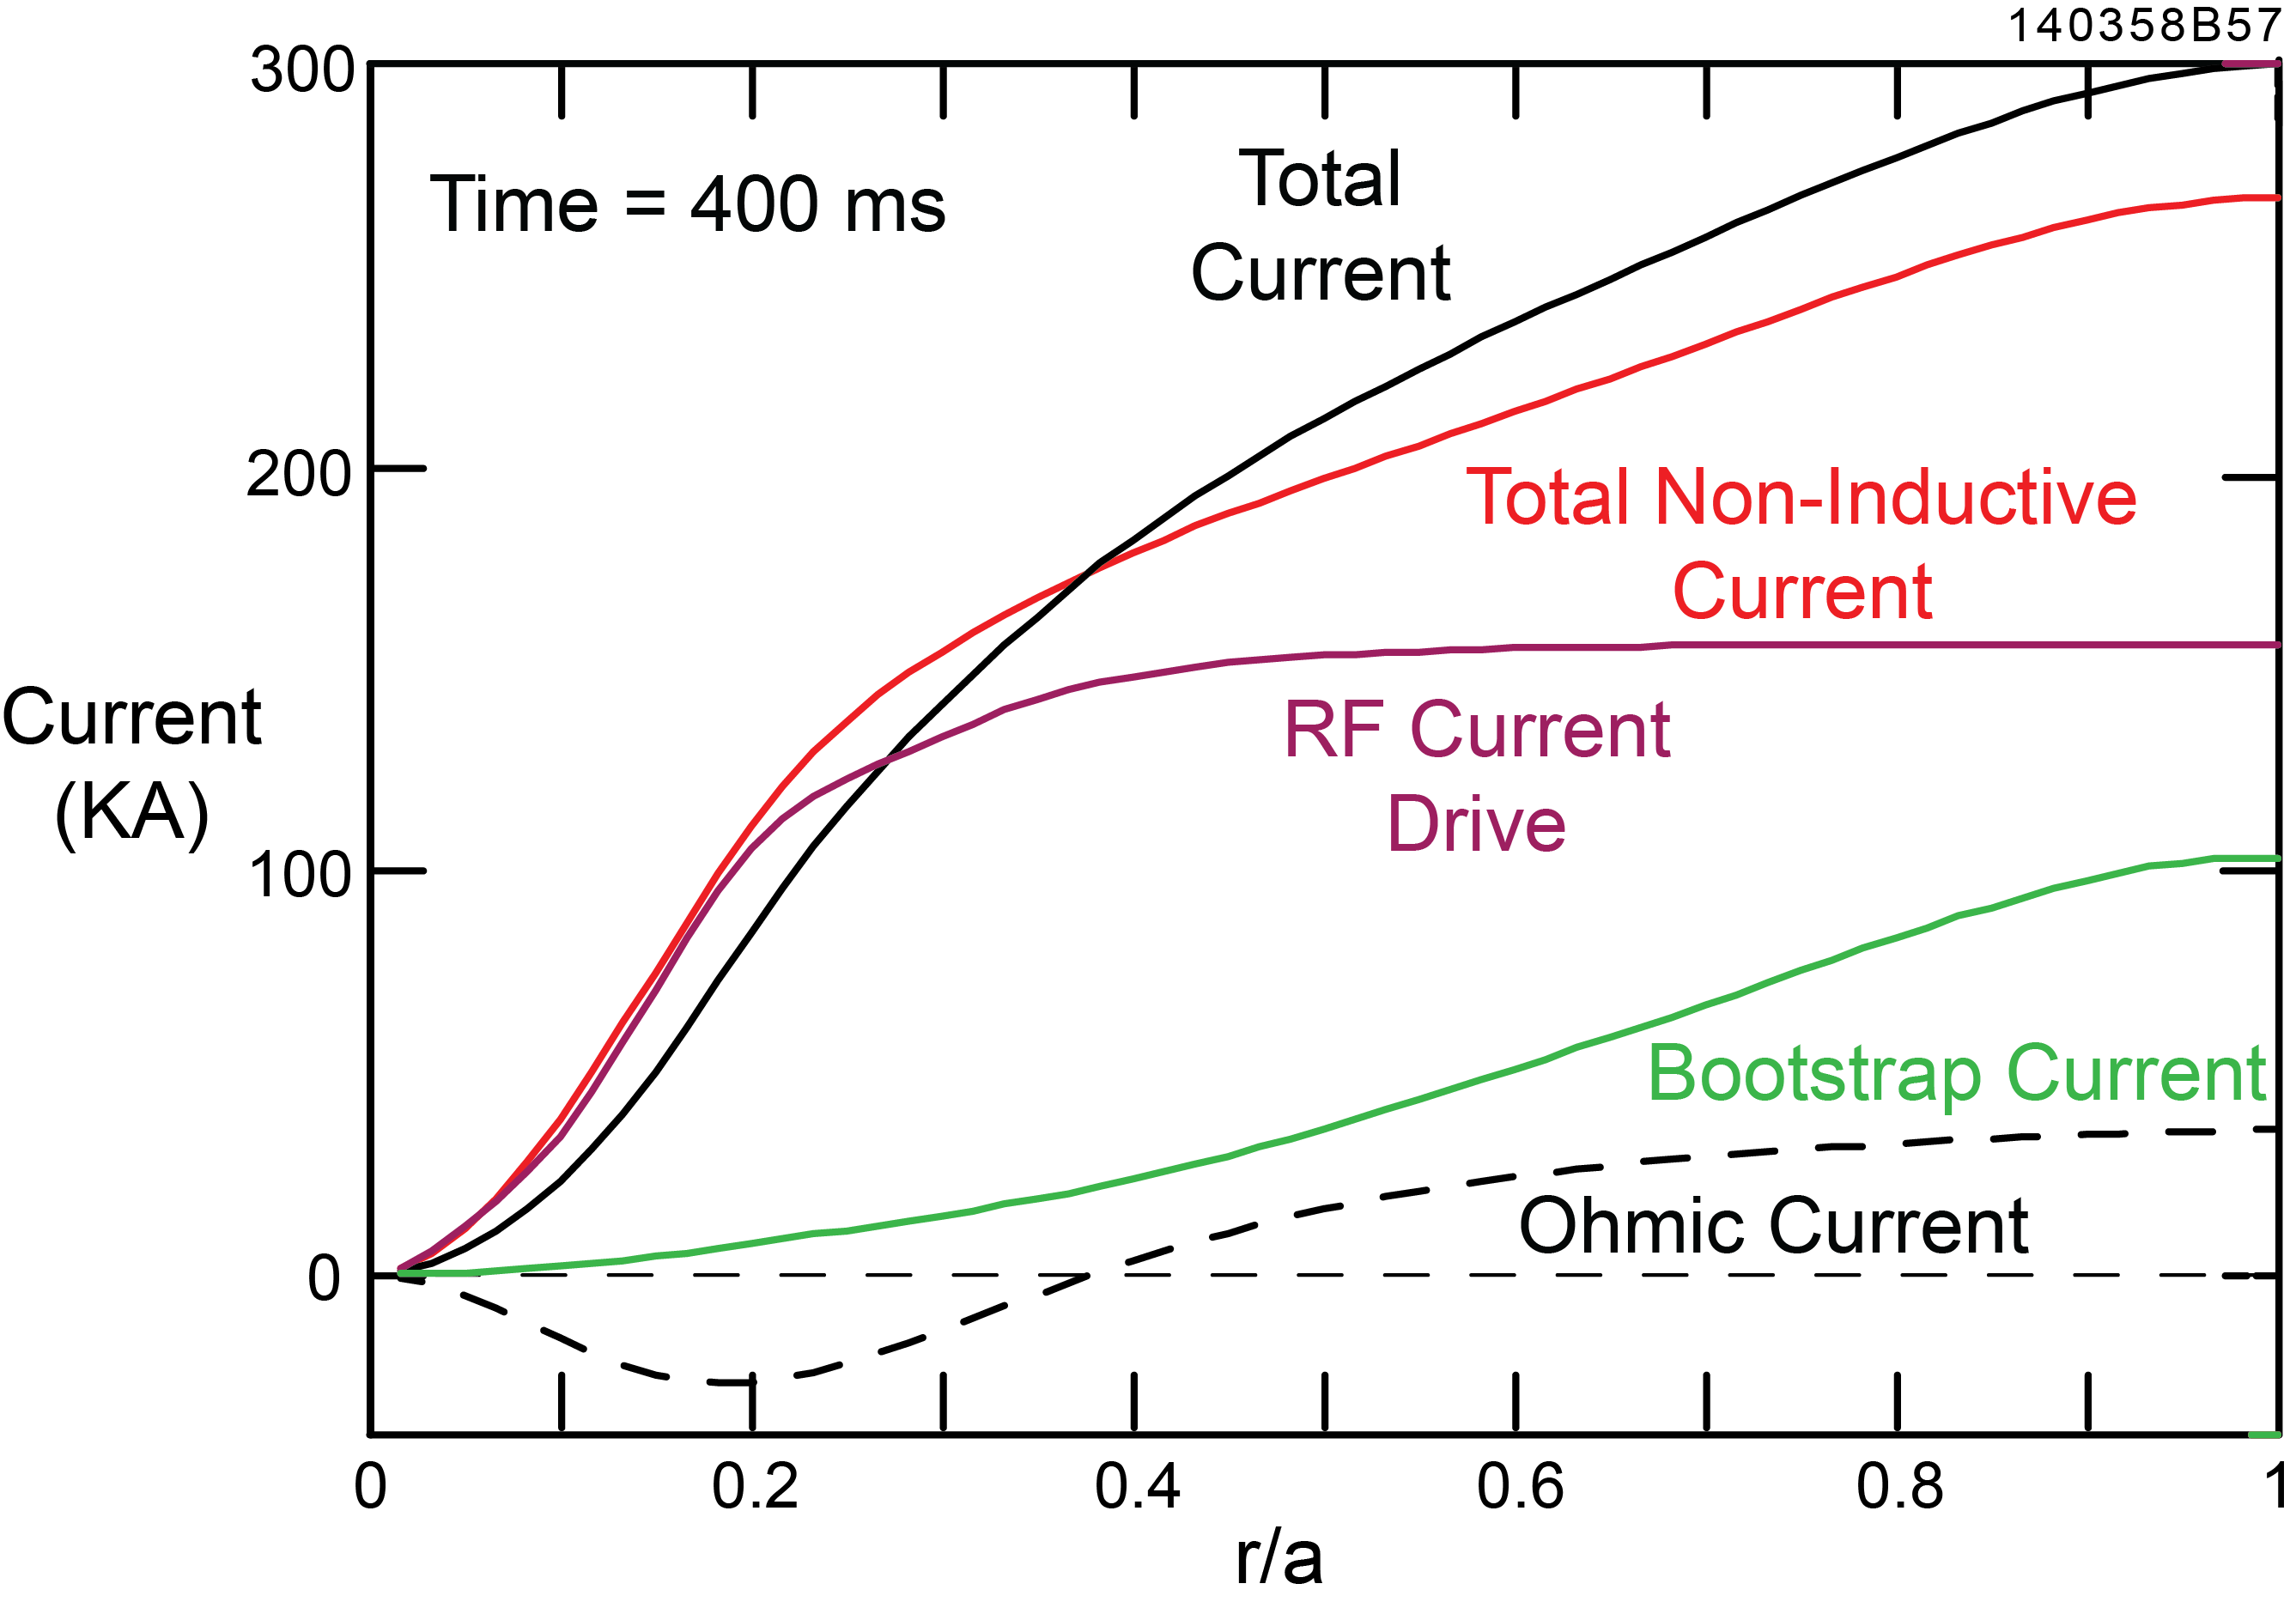 140358B57
300
Time = 400 ms
Total
Current
200
Total Non-Inductive
Current
Current
(KA)
RF Current
Drive
100
Bootstrap Current
Ohmic Current
0
0 0.2 0.4 0.6 0.8 1
r/a